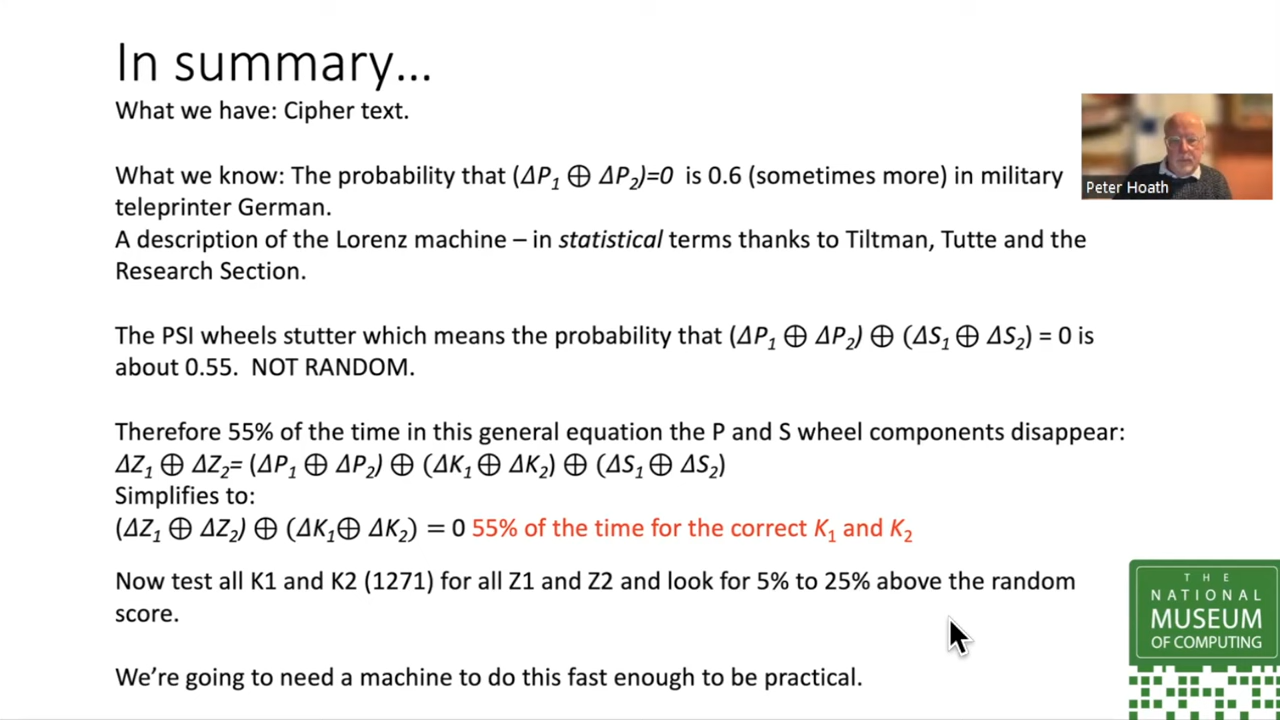 In summary...
What we have: Cipher text.
What we know: The probability that (ΔP₁ ⊕ ΔP₂)=0 is 0.6 (sometimes more) in military
teleprinter German.
A description of the Lorenz machine – in statistical terms thanks to Tiltman, Tutte and the
Research Section.
The PSI wheels stutter which means the probability that (ΔP₁ ⊕ ΔP₂) ⊕ (ΔS₁ ⊕ ΔS₂) = 0 is
about 0.55. NOT RANDOM.
Therefore 55% of the time in this general equation the P and S wheel components disappear:
ΔZ₁ ⊕ ΔZ₂= (ΔP₁ ⊕ ΔP₂) ⊕ (ΔK₁ ⊕ ΔK₂) ⊕ (ΔS₁ ⊕ ΔS₂)
Simplifies to:
(ΔZ₁ ⊕ ΔZ₂) ⊕ (ΔK₁⊕ ΔK₂) = 0 55% of the time for the correct K₁ and K₂
Now test all K1 and K2 (1271) for all Z1 and Z2 and look for 5% to 25% above the random
score.
We're going to need a machine to do this fast enough to be practical.
Peter Hoath
THE
NATIONAL
MUSEUM
OF COMPUTING